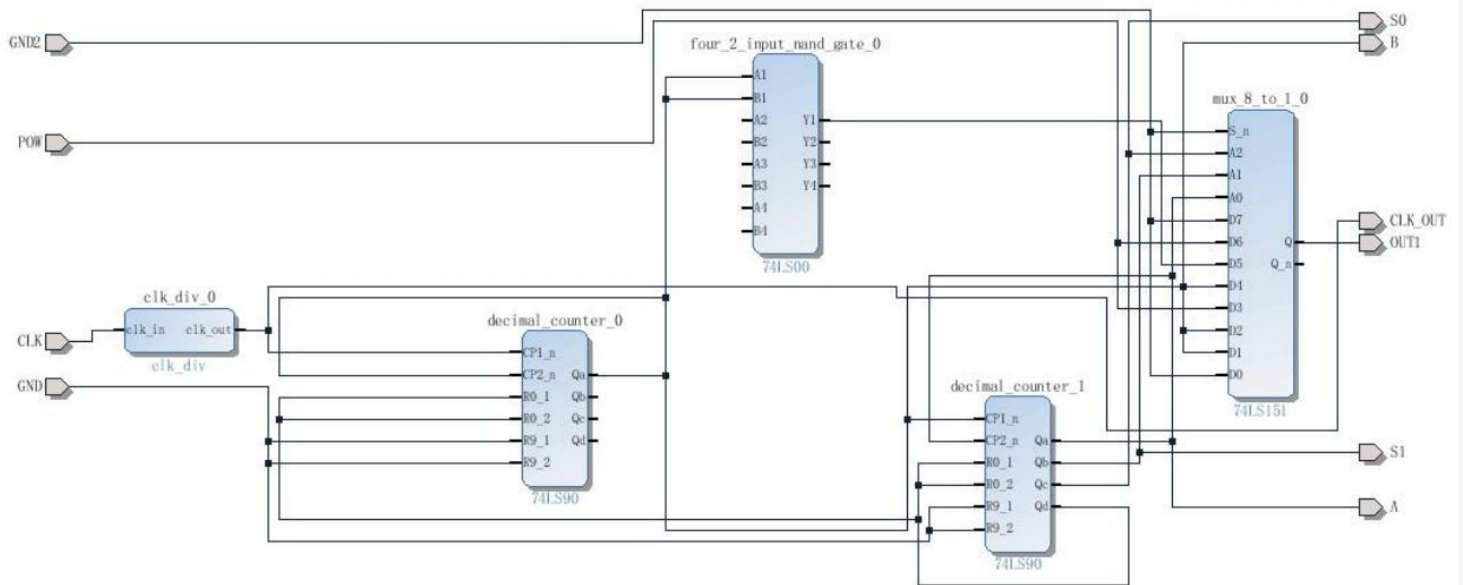 GND2
POW
CLK
GND
clk_div_0
clk_in clk_out
clk_div
decimal_counter_0
CP1_n
CP2_n Qa
R0_1 Qb
R0_2 Qc
R9_1 Qd
R9_2
74LS90
four_2_input_nand_gate_0
A1
B1
A2 Y1
B2 Y2
A3 Y3
B3 Y4
A4
B4
74LS00
decimal_counter_1
CP1_n
CP2_n Qa
R0_1 Qb
R0_2 Qc
R9_1 Qd
R9_2
74LS90
mux_8_to_1_0
S_n
A2
A1
A0
D7
D6 Q
D5 Q_n
D4
D3
D2
D1
D0
74LS151
S0
B
CLK_OUT
OUT1
S1
A